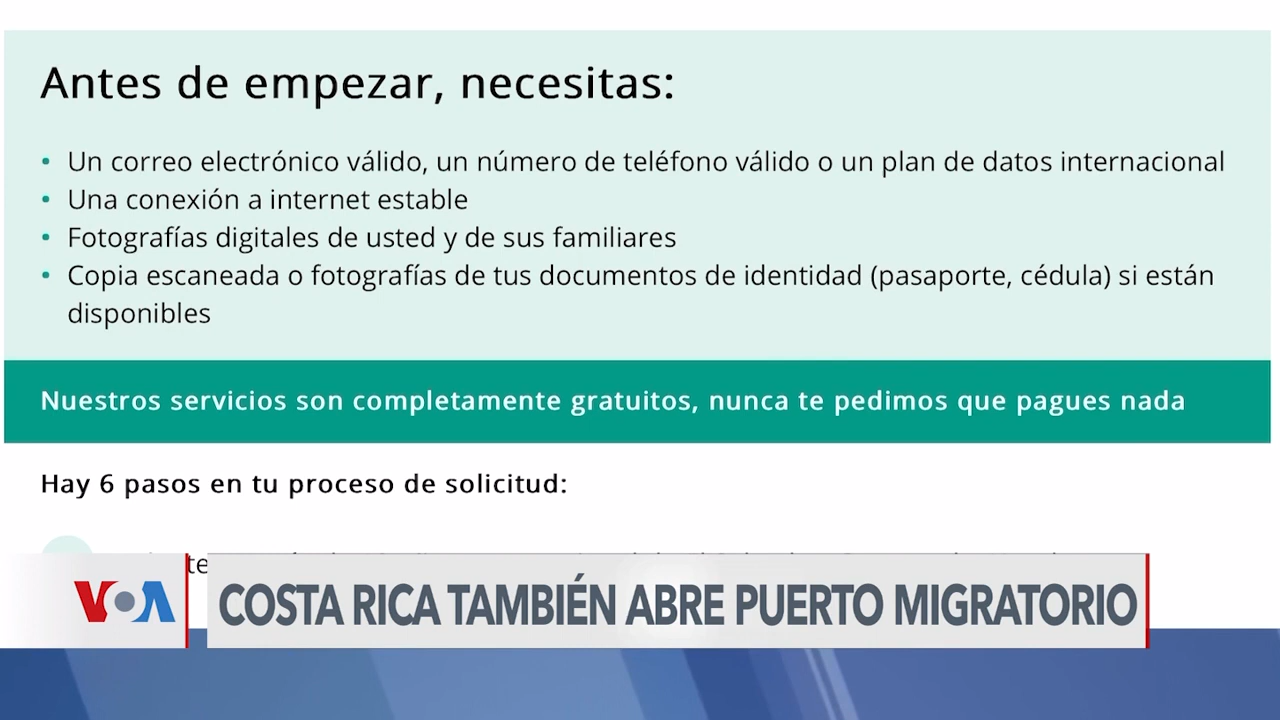 Antes de empezar, necesitas:
• Un correo electrónico válido, un número de teléfono válido o un plan de datos internacional
• Una conexión a internet estable
• Fotografías digitales de usted y de sus familiares
• Copia escaneada o fotografías de tus documentos de identidad (pasaporte, cédula) si están
disponibles
Nuestros servicios son completamente gratuitos, nunca te pedimos que pagues nada
Hay 6 pasos en tu proceso de solicitud:
VOA
COSTA RICA TAMBIÉN ABRE PUERTO MIGRATORIO